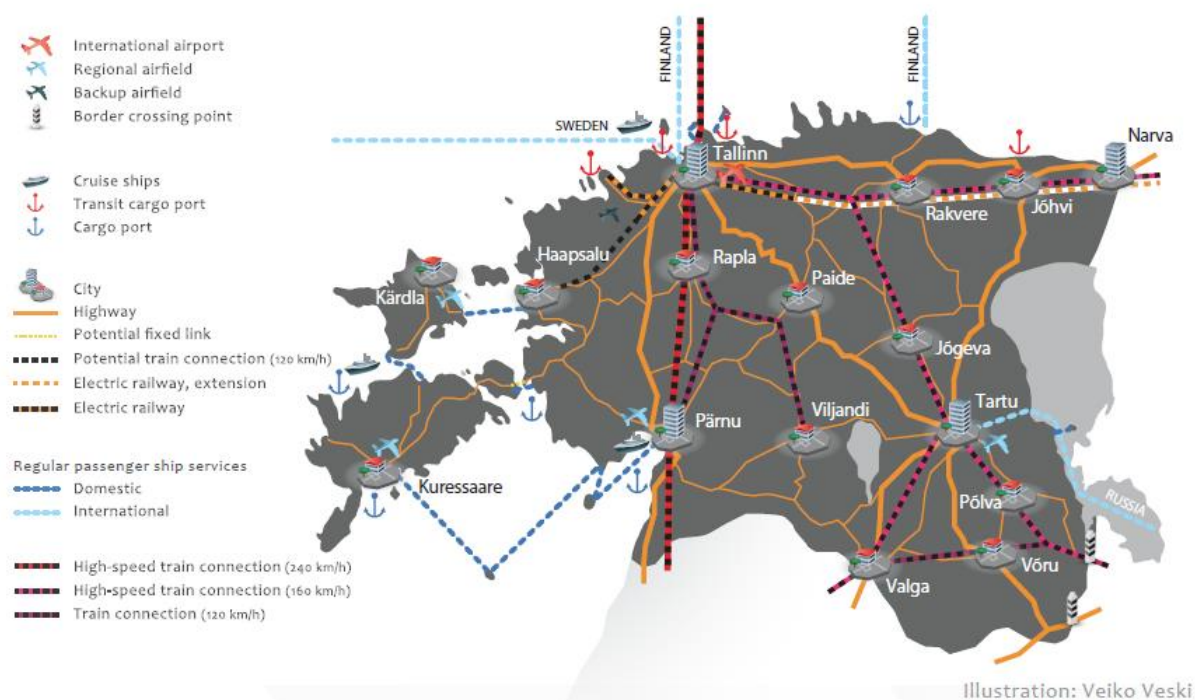 International airport
Regional airfield
Backup airfield
Border crossing point
Cruise ships
Transit cargo port
Cargo port
City
Highway
Potential fixed link
Potential train connection (120 km/h)
Electric railway, extension
Electric railway
Regular passenger ship services
Domestic
International
High-speed train connection (240 km/h)
High-speed train connection (160 km/h)
Train connection (120 km/h)
FINLAND
FINLAND
SWEDEN
Tallinn
Narva
Rakvere
Jóhvi
Haapsalu
Rapla
Paide
Kärdla
Jógeva
Tartu
Pärnu
Viljandi
Kuressaare
Põlva
RUSSIA
Valga
Võru
Illustration: Veiko Veski